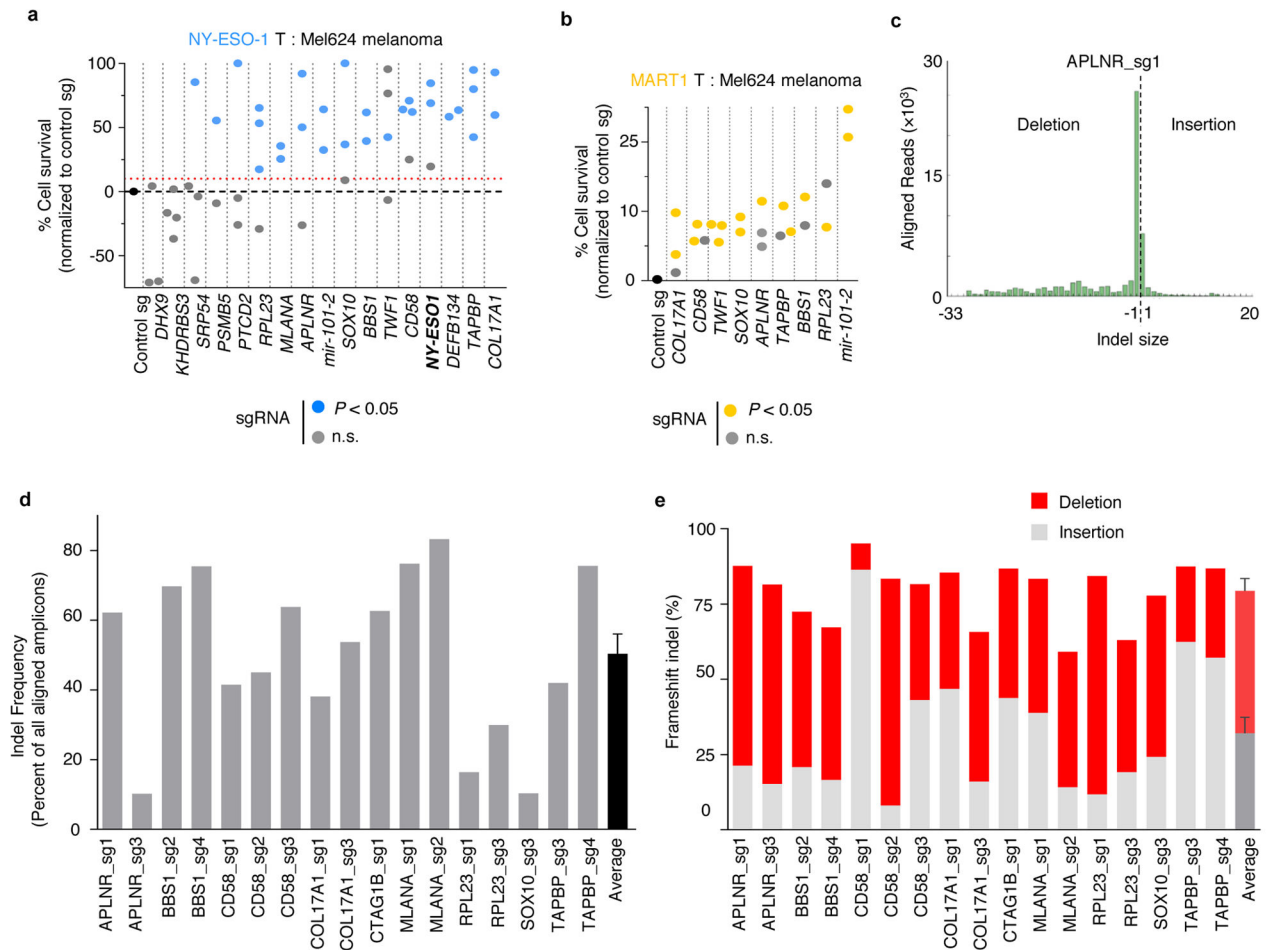 a
NY-ESO-1 T : Mel624 melanoma
% Cell survival
(normalized to control sg)
100
50
0
-50
Control sg
DHX9
KHDRBS3
SRP54
PSMB5
PTCD2
RPL23
MLANA
APLNR
mir-101-2
SOX10
BBS1
TWF1
CD58
NY-ESO1
DEFB134
TAPBP
COL17A1
sgRNA
P < 0.05
n.s.
b
MART1 T : Mel624 melanoma
% Cell survival
(normalized to control sg)
25
10
0
Control sg
COL17A1
CD58
TWF1
SOX10
APLNR
TAPBP
BBS1
RPL23
mir-101-2
sgRNA
P < 0.05
n.s.
c
APLNR_sg1
Deletion
Insertion
Aligned Reads (×10³)
30
15
0
-33
-1
1
20
Indel size
d
Indel Frequency
(Percent of all aligned amplicons)
80
60
40
20
0
APLNR_sg1
APLNR_sg3
BBS1_sg2
BBS1_sg4
CD58_sg1
CD58_sg2
CD58_sg3
COL17A1_sg1
COL17A1_sg3
CTAG1B_sg1
MLANA_sg1
MLANA_sg2
RPL23_sg1
RPL23_sg3
SOX10_sg3
TAPBP_sg3
TAPBP_sg4
Average
e
Deletion
Insertion
Frameshift indel (%)
100
75
50
25
0
APLNR_sg1
APLNR_sg3
BBS1_sg2
BBS1_sg4
CD58_sg1
CD58_sg2
CD58_sg3
COL17A1_sg1
COL17A1_sg3
CTAG1B_sg1
MLANA_sg1
MLANA_sg2
RPL23_sg1
RPL23_sg3
SOX10_sg3
TAPBP_sg3
TAPBP_sg4
Average